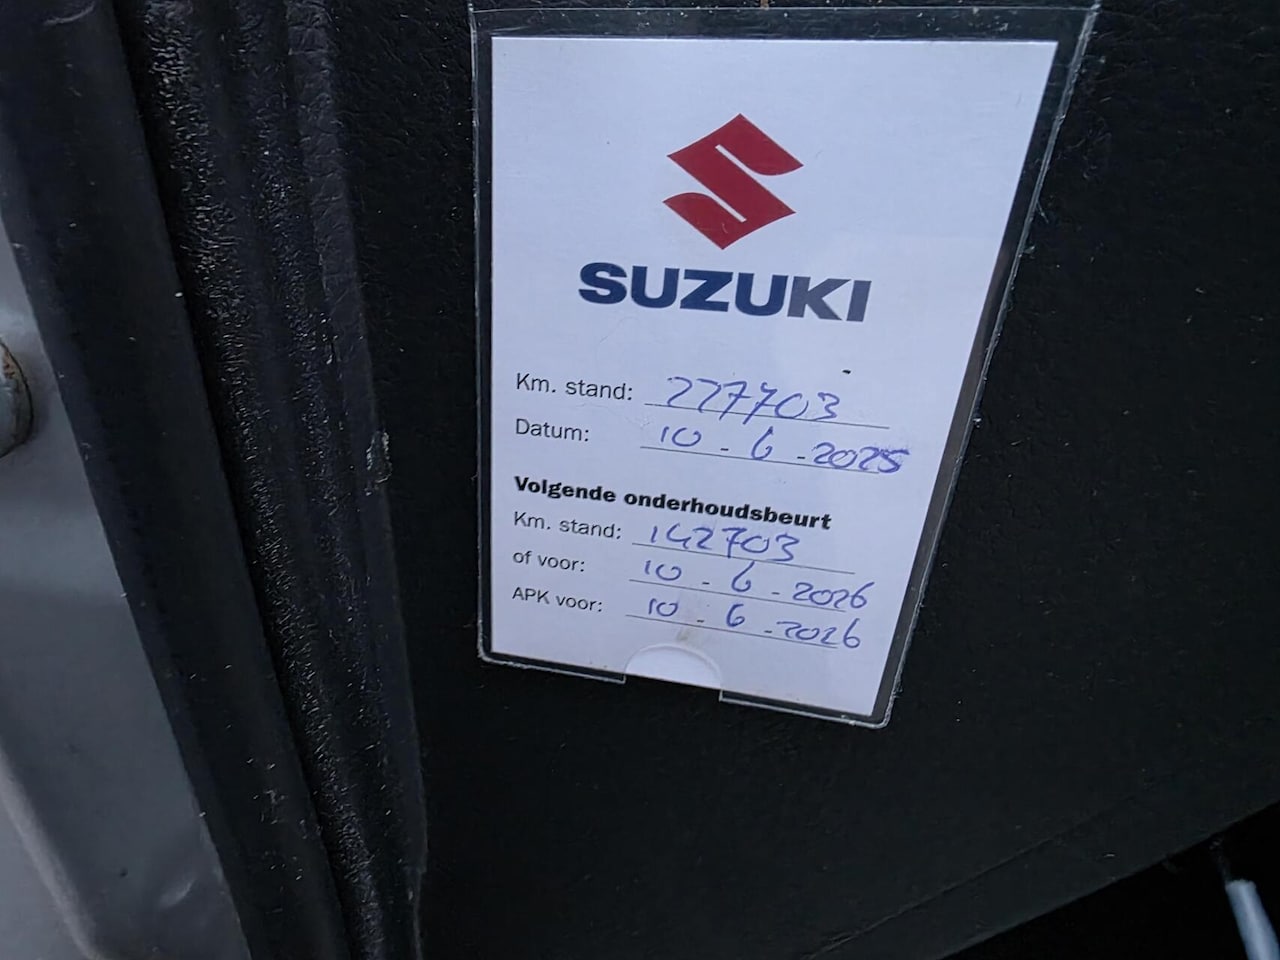 SUZUKI
Km. stand: 227703
Datum: 10 - 6 - 2025
Volgende onderhoudsbeurt
Km. stand: 142703
of voor: 10 - 6 - 2026
APK voor: 10 - 6 - 2026